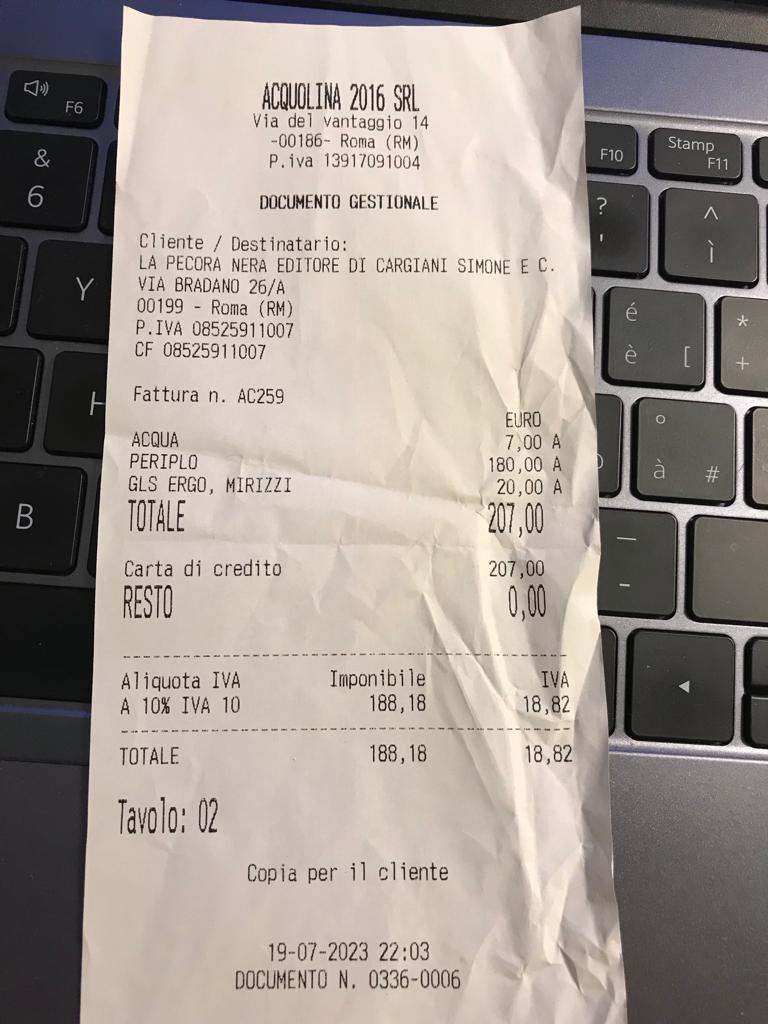 ACQUOLINA 2016 SRL
Via del vantaggio 14
-00186- Roma (RM)
P.iva 13917091004
DOCUMENTO GESTIONALE
Cliente / Destinatario:
LA PECORA NERA EDITORE DI CARGIANI SIMONE E C.
VIA BRADANO 26/A
00199 - Roma (RM)
P.IVA 08525911007
CF 08525911007
Fattura n. AC259
EURO
ACQUA 7,00 A
PERIPLO 180,00 A
GLS ERGO, MIRIZZI 20,00 A
TOTALE 207,00
Carta di credito 207,00
RESTO 0,00
Aliquota IVA Imponibile IVA
A 10% IVA 10 188,18 18,82
TOTALE 188,18 18,82
Tavolo: 02
Copia per il cliente
19-07-2023 22:03
DOCUMENTO N. 0336-0006
F6
F10
Stamp F11
& 6
? '
^ ì
Y
é è [
* +
H
° à #
B
_ -